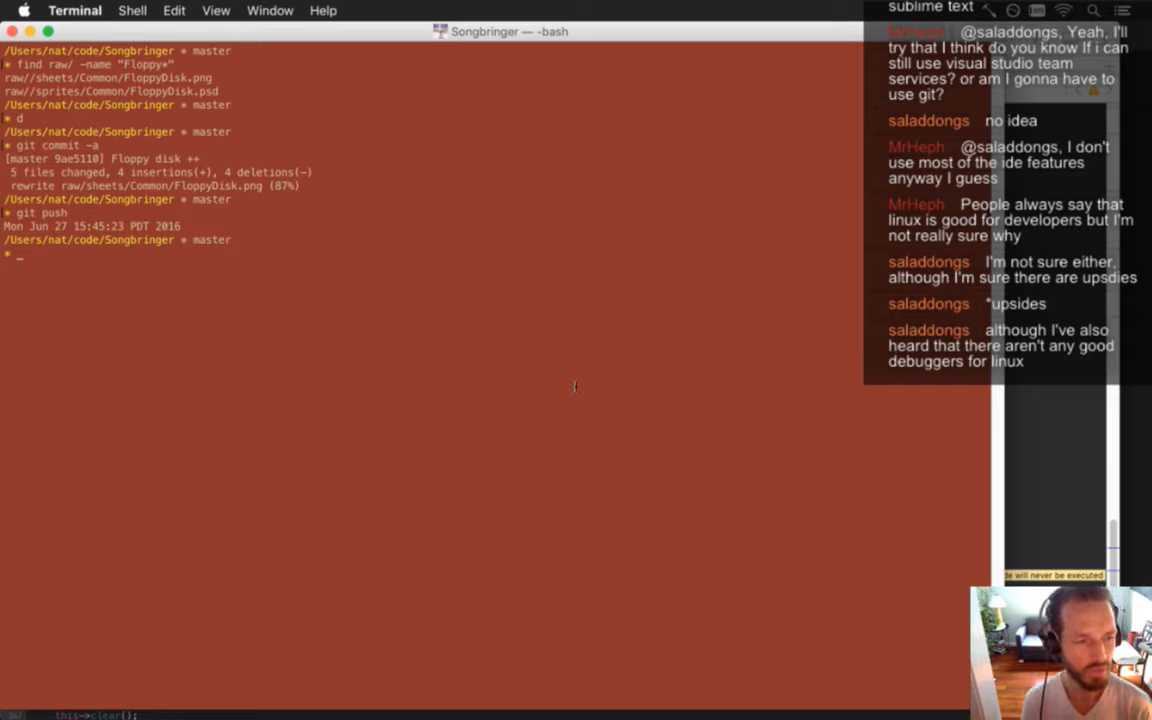 Terminal Shell Edit View Window Help
Songbringer — -bash
/Users/nat/code/Songbringer * master
* find raw/ -name "Floppy*"
raw//sheets/Common/FloppyDisk.png
raw//sprites/Common/FloppyDisk.psd
/Users/nat/code/Songbringer * master
* d
/Users/nat/code/Songbringer * master
* git commit -a
[master 9ae5110] Floppy disk ++
5 files changed, 4 insertions(+), 4 deletions(-)
rewrite raw/sheets/Common/FloppyDisk.png (87%)
/Users/nat/code/Songbringer * master
* git push
Mon Jun 27 15:45:23 PDT 2016
/Users/nat/code/Songbringer * master
* _
sublime text
MrHeph @saladdongs, Yeah, I'll
try that I think do you know If i can
still use visual studio team
services? or am I gonna have to
use git?
saladdongs no idea
MrHeph @saladdongs, I don't
use most of the ide features
anyway I guess
MrHeph People always say that
linux is good for developers but I'm
not really sure why
saladdongs I'm not sure either,
although I'm sure there are upsdies
saladdongs *upsides
saladdongs although I've also
heard that there aren't any good
debuggers for linux
de will never be executed
this->clear();